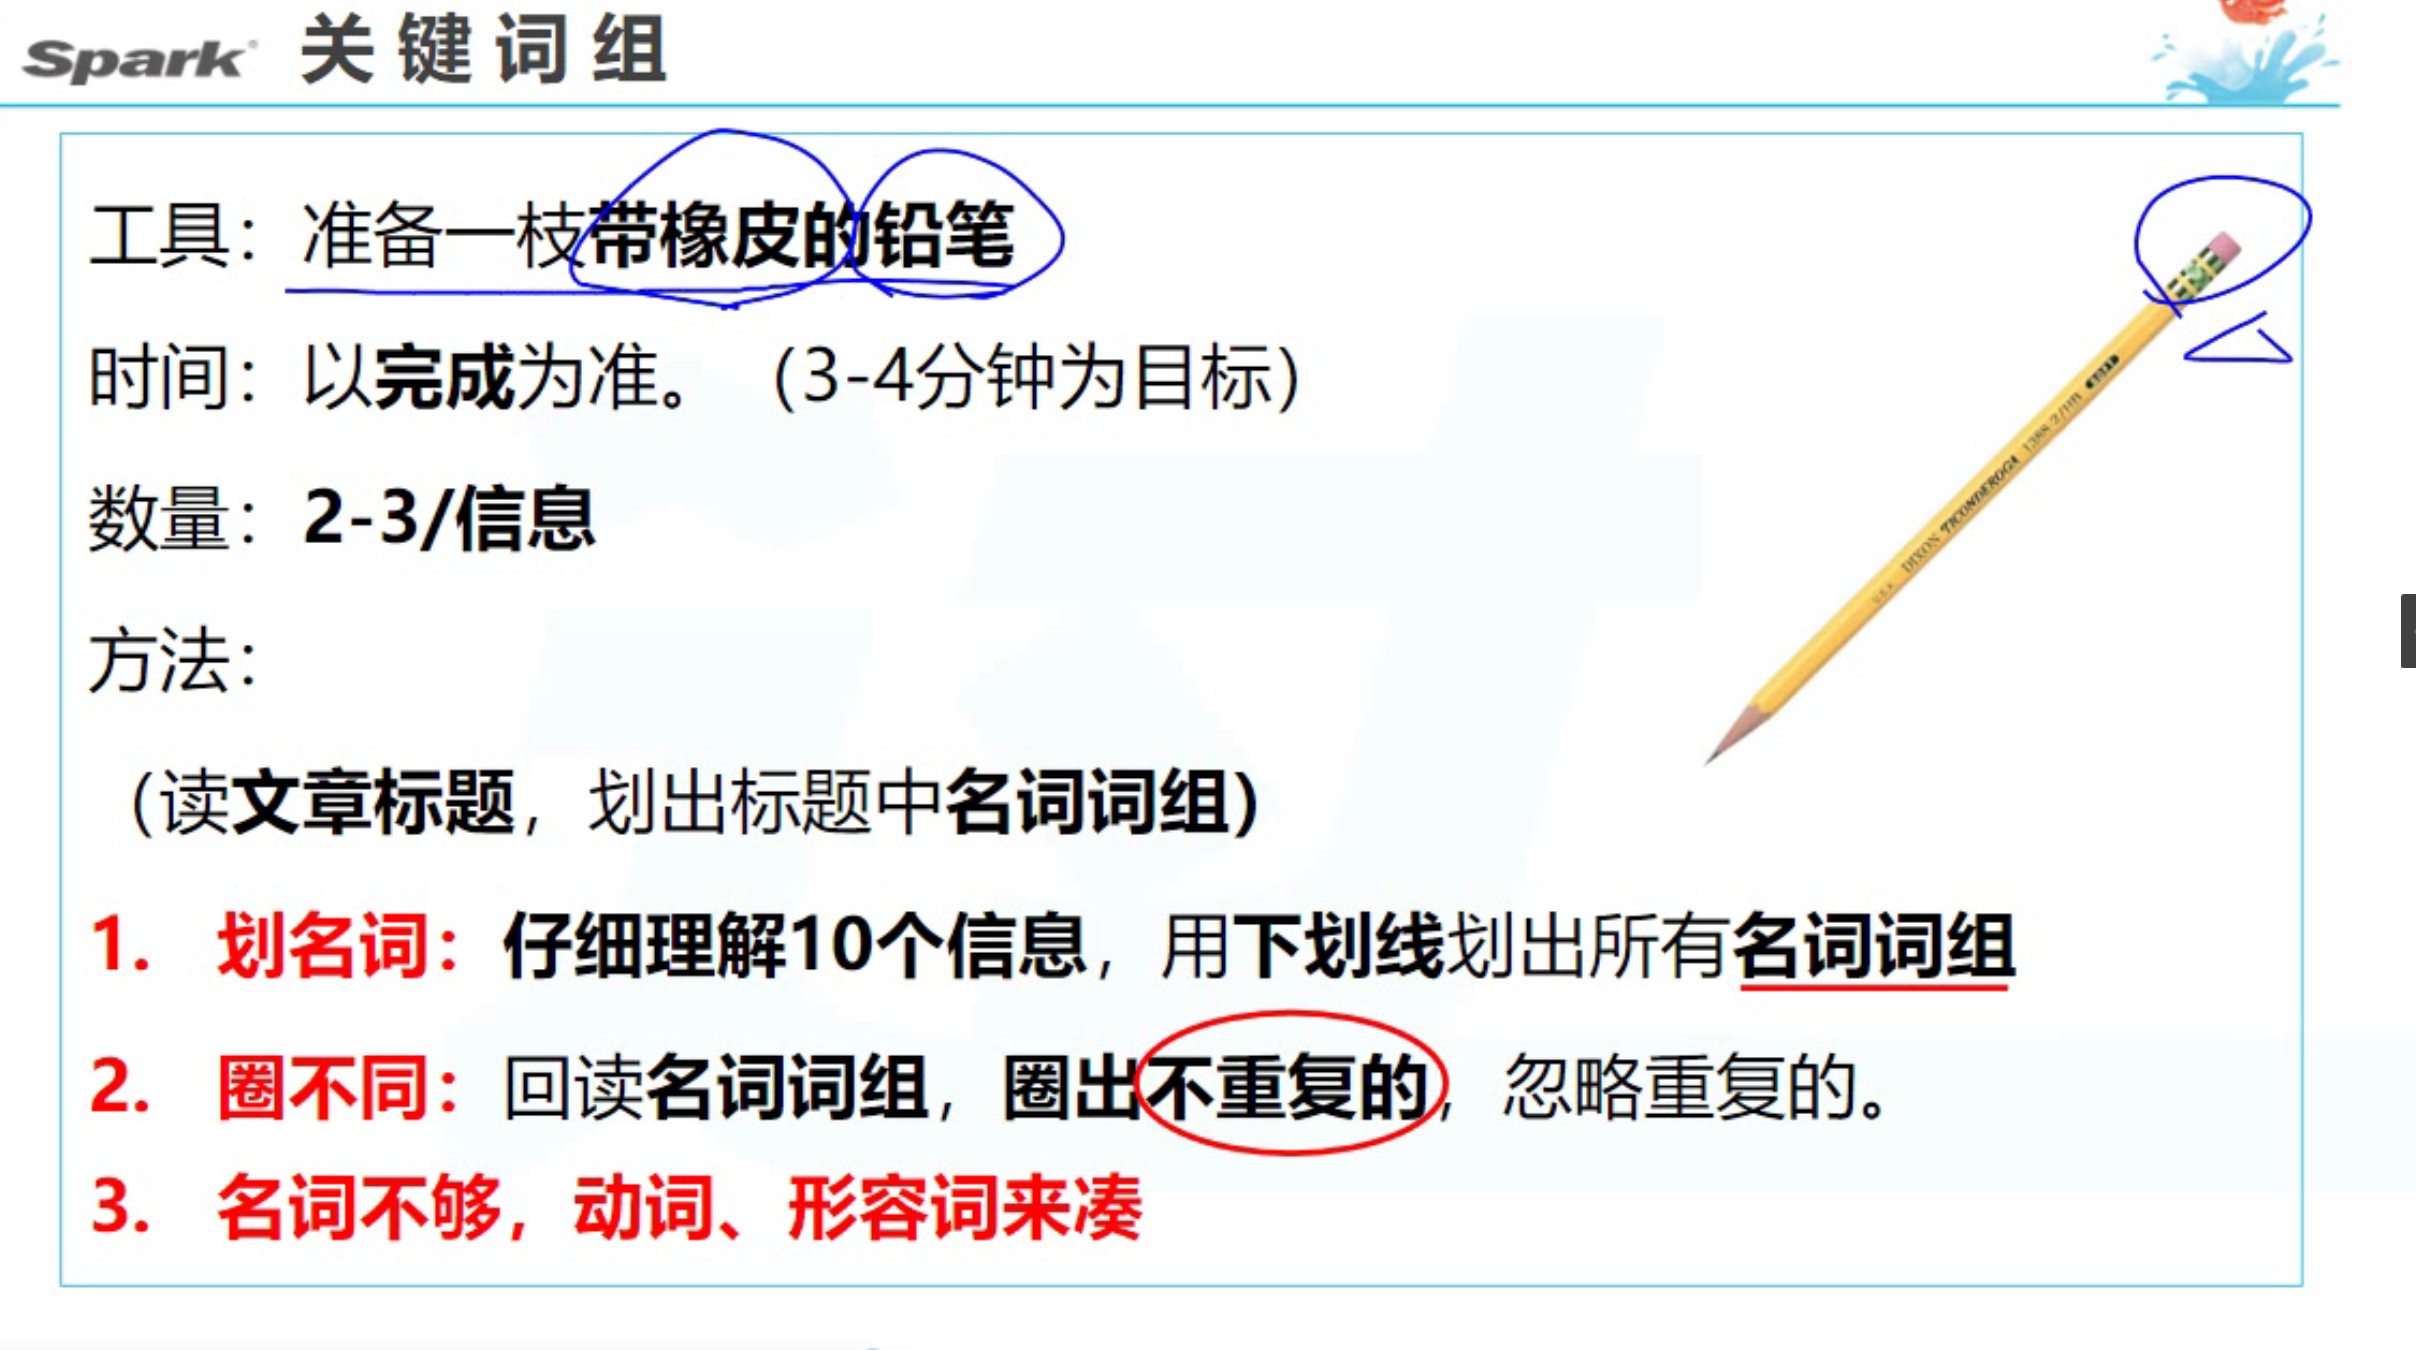 Spark 关键词组
工具：准备一枝带橡皮的铅笔
时间：以完成为准。（3-4分钟为目标）
数量：2-3/信息
方法：
（读文章标题，划出标题中名词词组）
1. 划名词：仔细理解10个信息，用下划线划出所有名词词组
2. 圈不同：回读名词词组，圈出不重复的，忽略重复的。
3. 名词不够，动词、形容词来凑
DIXON TICONDEROGA 1388-2/HB